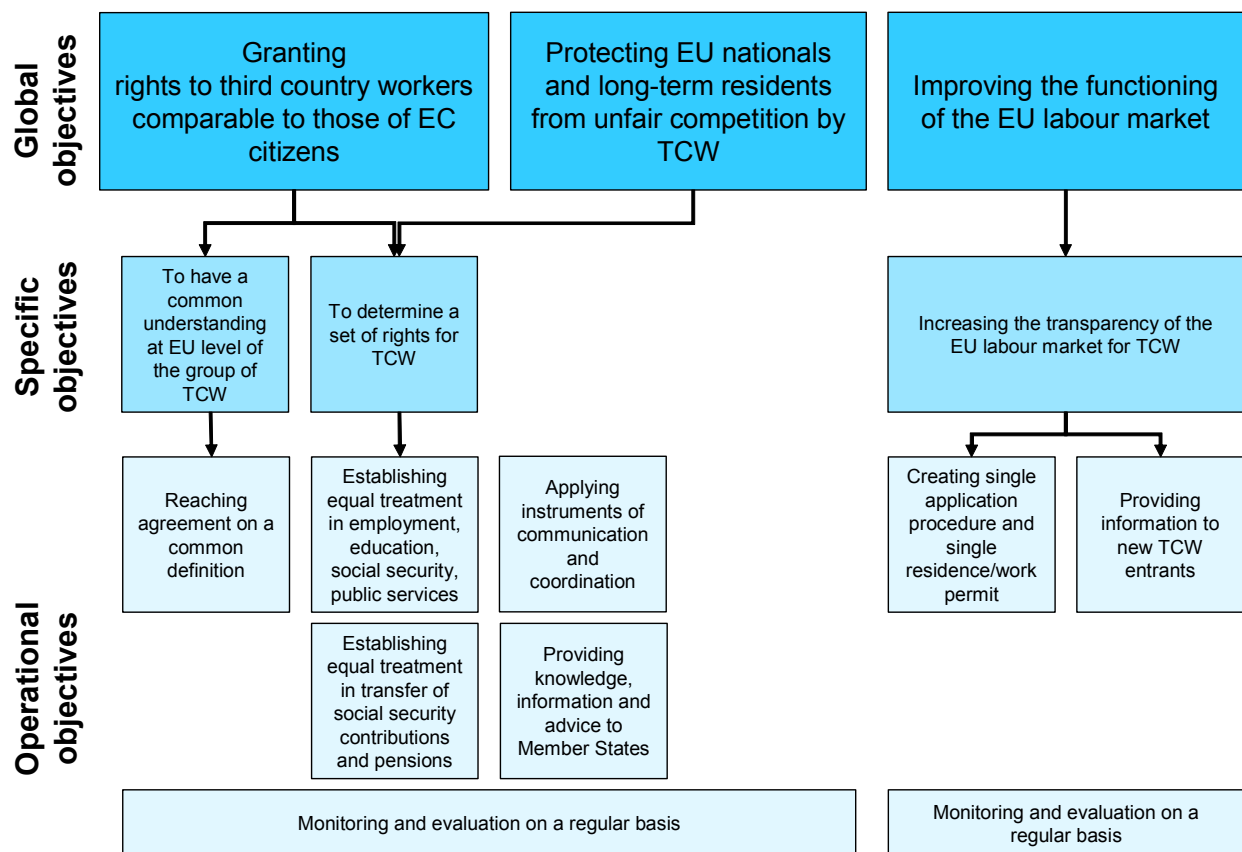 Global
objectives
Granting
rights to third country workers
comparable to those of EC
citizens
Protecting EU nationals
and long-term residents
from unfair competition by
TCW
Improving the functioning
of the EU labour market
Specific
objectives
To have a
common
understanding
at EU level of
the group of
TCW
To determine a
set of rights for
TCW
Increasing the transparency of the
EU labour market for TCW
Operational
objectives
Reaching
agreement on a
common
definition
Establishing
equal treatment
in employment,
education,
social security,
public services
Applying
instruments of
communication
and
coordination
Creating single
application
procedure and
single
residence/work
permit
Providing
information to
new TCW
entrants
Establishing
equal treatment
in transfer of
social security
contributions
and pensions
Providing
knowledge,
information and
advice to
Member States
Monitoring and evaluation on a regular basis
Monitoring and evaluation on a
regular basis